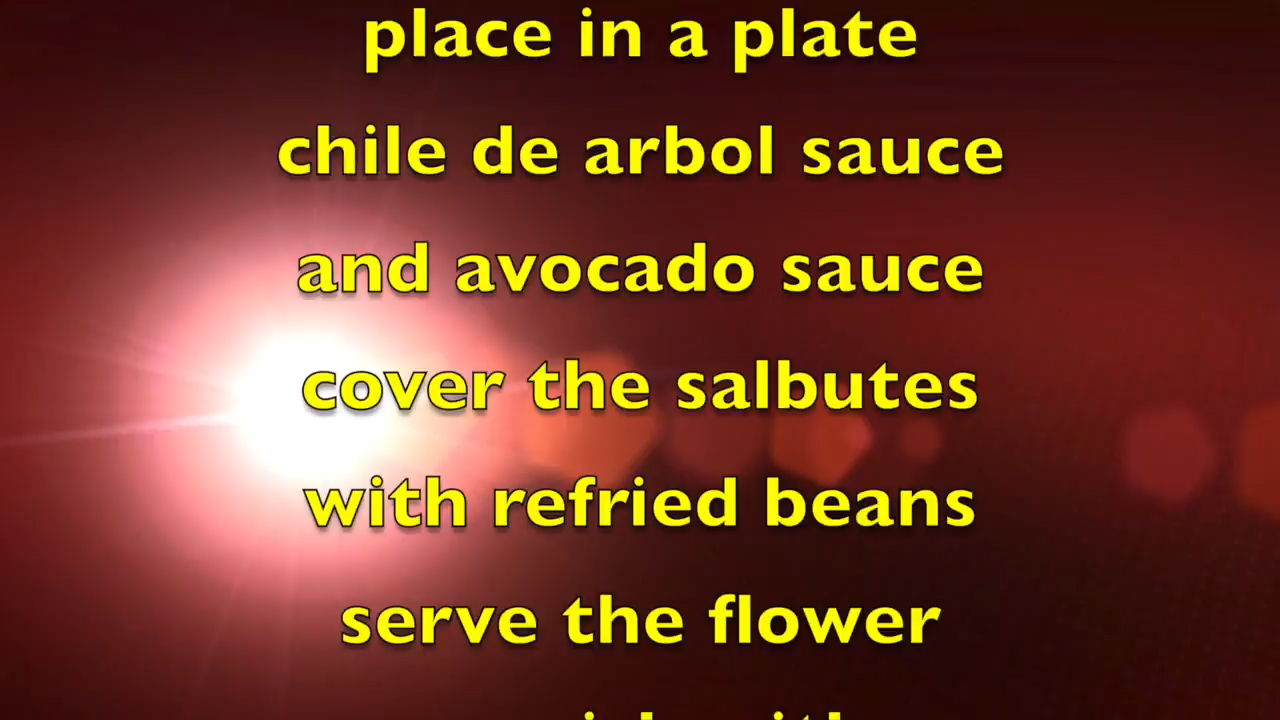 place in a plate
chile de arbol sauce
and avocado sauce
cover the salbutes
with refried beans
serve the flower